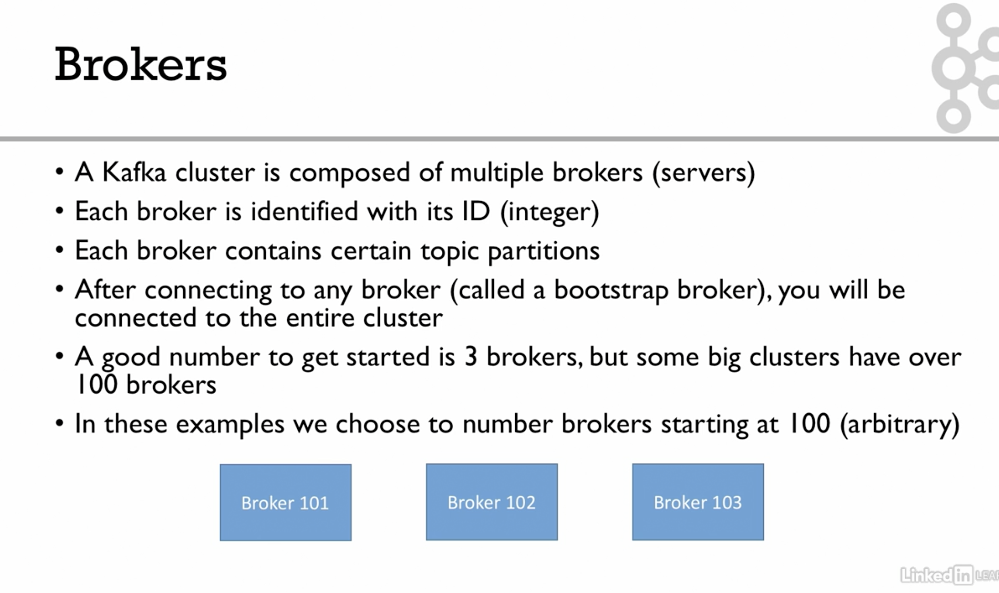 Brokers
• A Kafka cluster is composed of multiple brokers (servers)
• Each broker is identified with its ID (integer)
• Each broker contains certain topic partitions
• After connecting to any broker (called a bootstrap broker), you will be
connected to the entire cluster
• A good number to get started is 3 brokers, but some big clusters have over
100 brokers
• In these examples we choose to number brokers starting at 100 (arbitrary)
Broker 101
Broker 102
Broker 103
Linked in